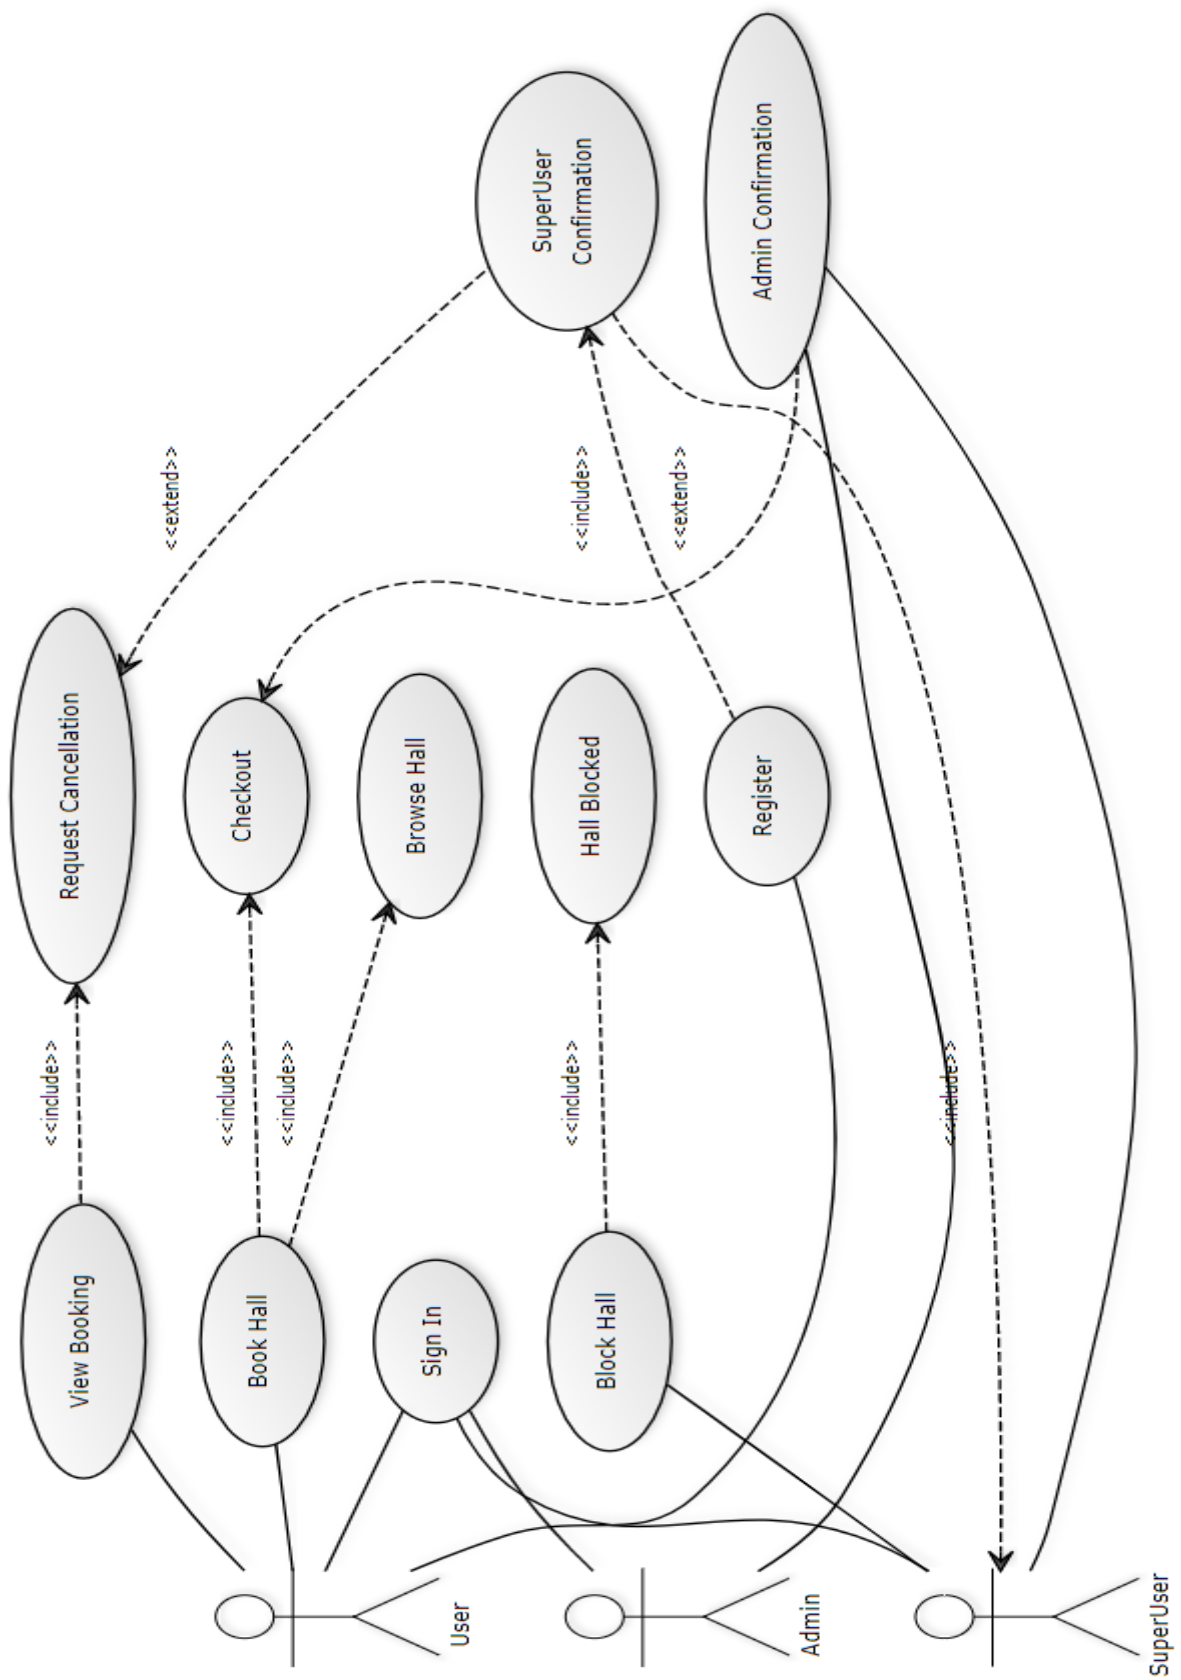 View Booking
<<include>>
Request Cancellation
<<extend>>
Book Hall
<<include>>
Checkout
<<include>>
Browse Hall
Sign In
Block Hall
<<include>>
Hall Blocked
Register
<<include>>
<<extend>>
SuperUser
Confirmation
Admin Confirmation
<<include>>
User
Admin
SuperUser